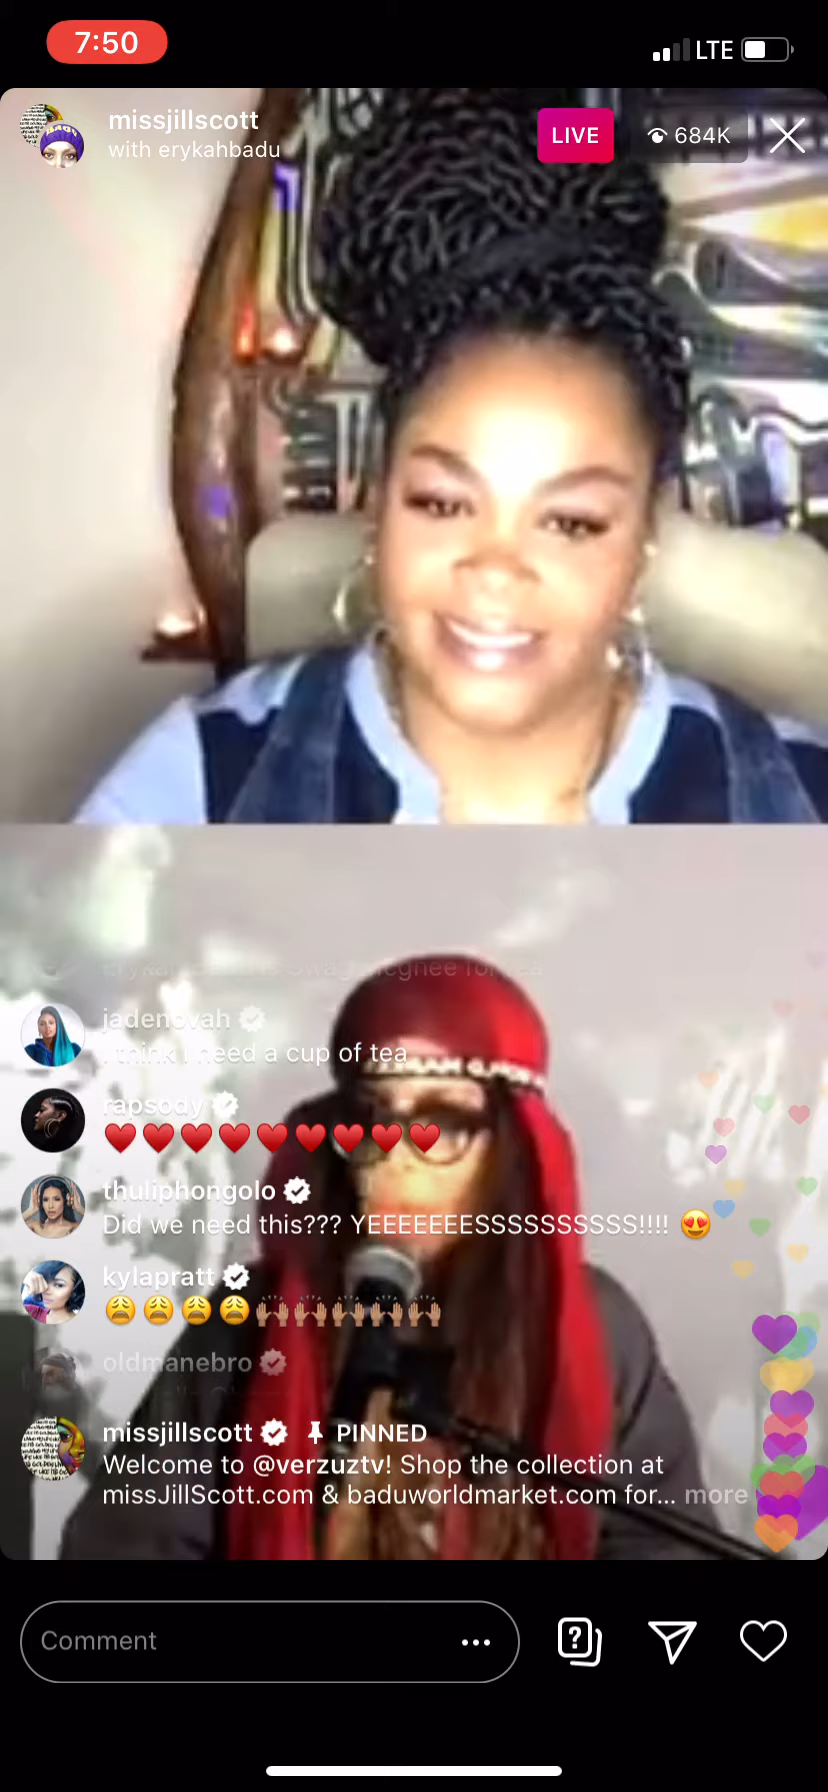 7:50
LTE
missjillscott
with erykahbadu
LIVE
684K
jadenovah
I think I need a cup of tea
rapsody
thuliphongolo
Did we need this??? YEEEEEEESSSSSSSSSS!!!! 😍
kylapratt
😩😩😩😩🙌🏽🙌🏽🙌🏽🙌🏽🙌🏽
oldmanebro
missjillscott PINNED
Welcome to @verzuztv! Shop the collection at
missJillScott.com & baduworldmarket.com for... more
Comment